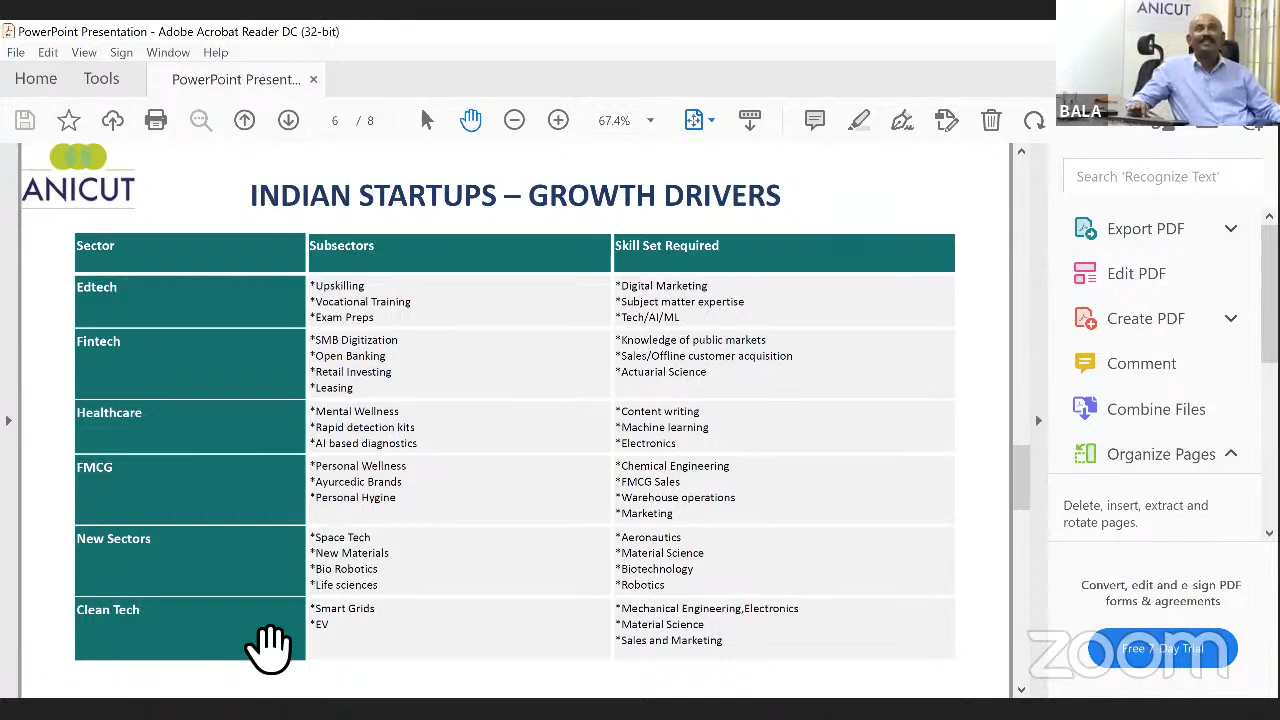 PowerPoint Presentation - Adobe Acrobat Reader DC (32-bit)
File Edit View Sign Window Help
Home Tools PowerPoint Present... ×
6 / 8 67.4%
ANICUT
BALA
ANICUT
INDIAN STARTUPS – GROWTH DRIVERS
Sector Subsectors Skill Set Required
Edtech
*Upskilling
*Vocational Training
*Exam Preps
*Digital Marketing
*Subject matter expertise
*Tech/AI/ML
Fintech
*SMB Digitization
*Open Banking
*Retail Investing
*Leasing
*Knowledge of public markets
*Sales/Offline customer acquisition
*Actuarial Science
Healthcare
*Mental Wellness
*Rapid detection kits
*AI based diagnostics
*Content writing
*Machine learning
*Electronics
FMCG
*Personal Wellness
*Ayurcedic Brands
*Personal Hygine
*Chemical Engineering
*FMCG Sales
*Warehouse operations
*Marketing
New Sectors
*Space Tech
*New Materials
*Bio Robotics
*Life sciences
*Aeronautics
*Material Science
*Biotechnology
*Robotics
Clean Tech
*Smart Grids
*EV
*Mechanical Engineering,Electronics
*Material Science
*Sales and Marketing
Search 'Recognize Text'
Export PDF
Edit PDF
Create PDF
Comment
Combine Files
Organize Pages
Delete, insert, extract and
rotate pages.
Convert, edit and e-sign PDF
forms & agreements
Free 7-Day Trial
zoom